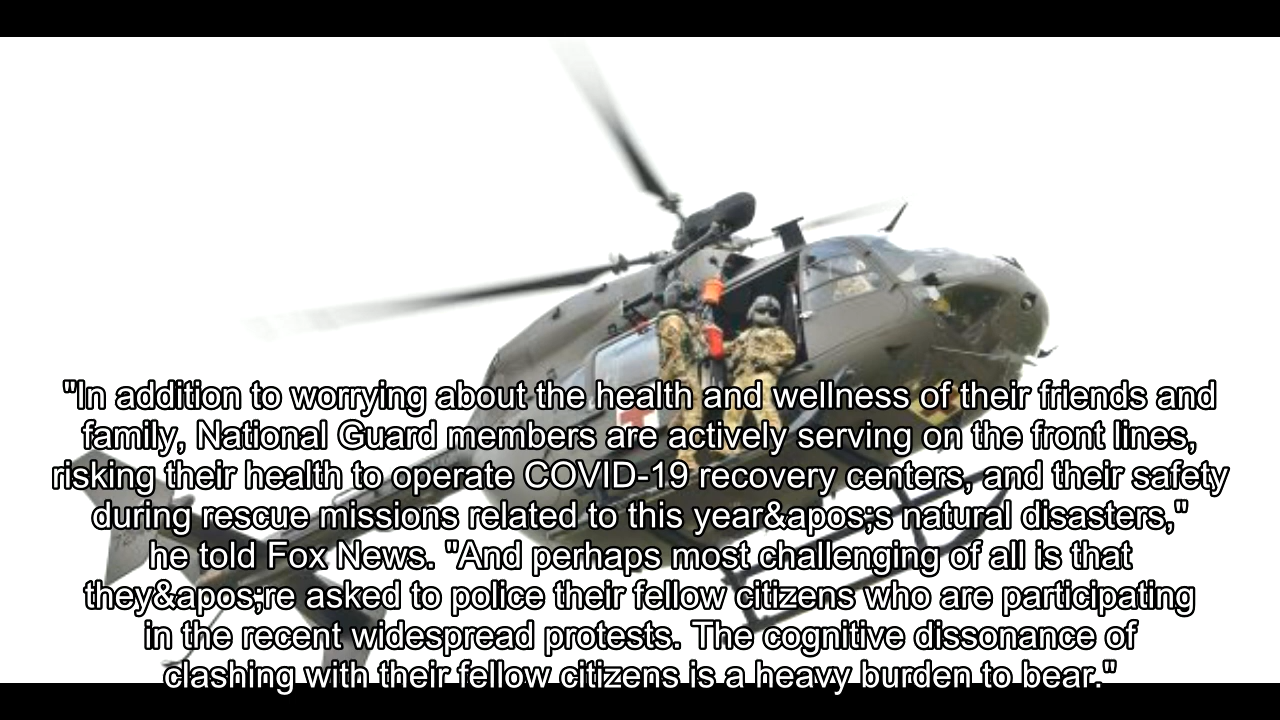 "In addition to worrying about the health and wellness of their friends and
family, National Guard members are actively serving on the front lines,
risking their health to operate COVID-19 recovery centers, and their safety
during rescue missions related to this year&apos;s natural disasters,"
he told Fox News. "And perhaps most challenging of all is that
they&apos;re asked to police their fellow citizens who are participating
in the recent widespread protests. The cognitive dissonance of
clashing with their fellow citizens is a heavy burden to bear."